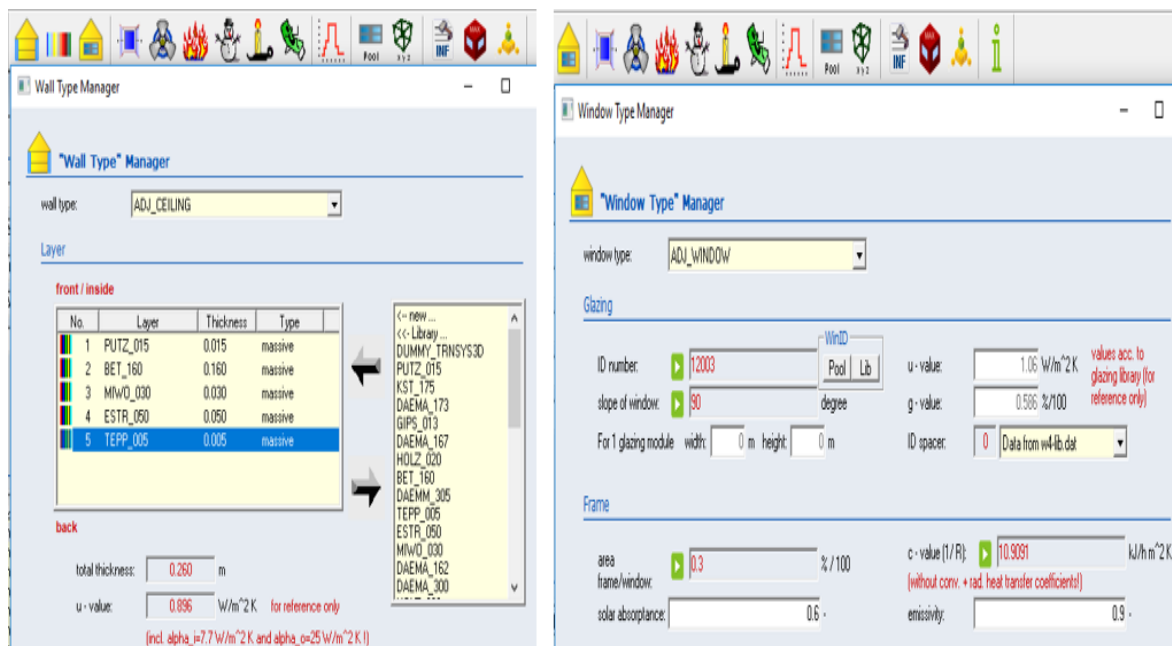 Pool
xyz
INF
MAX
Wall Type Manager
"Wall Type" Manager
wall type: ADJ_CEILING
Layer
front / inside
No. Layer Thickness Type
1 PUTZ_015 0.015 massive
2 BET_160 0.160 massive
3 MIWO_030 0.030 massive
4 ESTR_050 0.050 massive
5 TEPP_005 0.005 massive
back
<-- new ...
<<- Library ...
DUMMY_TRNSYS3D
PUTZ_015
KST_175
DAEMA_173
GIPS_013
DAEMA_167
HOLZ_020
BET_160
DAEMM_305
TEPP_005
ESTR_050
MIWO_030
DAEMA_162
DAEMA_300
total thickness: 0.260 m
u - value: 0.896 W/m^2 K for reference only
(incl. alpha_i=7.7 W/m^2 K and alpha_o=25 W/m^2 K !)
Pool
xyz
INF
MAX
Window Type Manager
"Window Type" Manager
window type: ADJ_WINDOW
Glazing
WinID
ID number: 12003 Pool Lib u - value: 1.06 W/m^2 K
slope of window: 90 degree g - value: 0.586 %/100
values acc. to
glazing library (for
reference only)
For 1 glazing module width: 0 m height: 0 m ID spacer: 0 Data from w4-lib.dat
Frame
area
frame/window: 0.3 % / 100 c - value (1/ R): 10.9091 kJ/h m^2 K
(without conv. + rad. heat transfer coefficients!)
solar absorptance: 0.6 - emissivity: 0.9 -